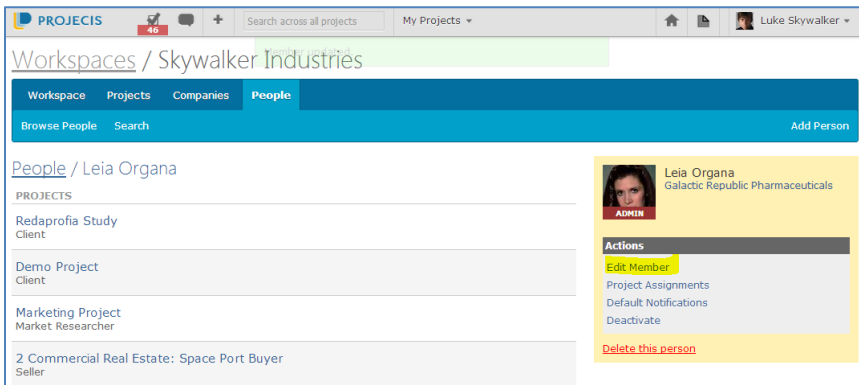 PROJECIS
46
Search across all projects
My Projects
Luke Skywalker
Member updated
Workspaces / Skywalker Industries
Workspace Projects Companies People
Browse People Search Add Person
People / Leia Organa
PROJECTS
Redaprofia Study
Client
Demo Project
Client
Marketing Project
Market Researcher
2 Commercial Real Estate: Space Port Buyer
Seller
Leia Organa
Galactic Republic Pharmaceuticals
ADMIN
Actions
Edit Member
Project Assignments
Default Notifications
Deactivate
Delete this person